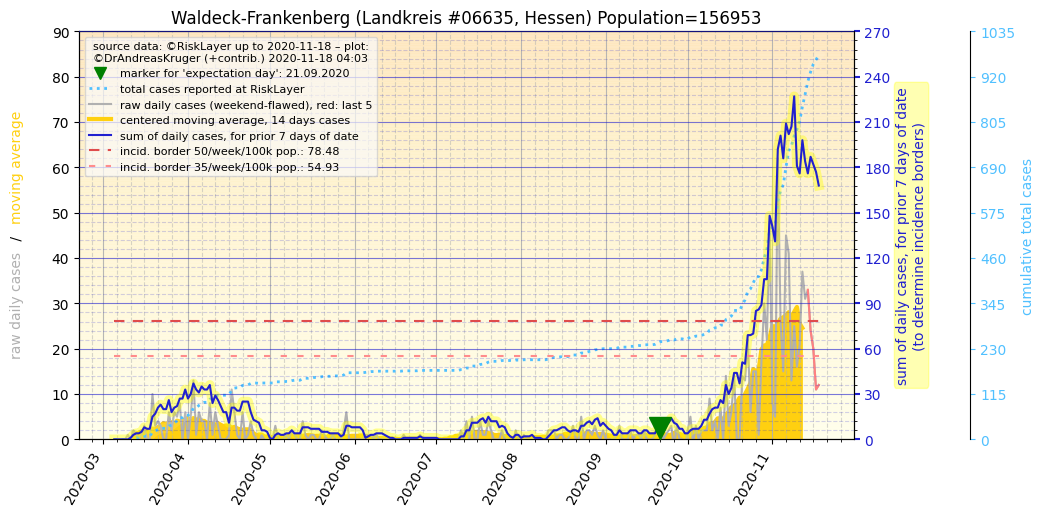 Waldeck-Frankenberg (Landkreis #06635, Hessen) Population=156953
source data: ©RiskLayer up to 2020-11-18 – plot:
©DrAndreasKruger (+contrib.) 2020-11-18 04:03
marker for 'expectation day': 21.09.2020
total cases reported at RiskLayer
raw daily cases (weekend-flawed), red: last 5
centered moving average, 14 days cases
sum of daily cases, for prior 7 days of date
incid. border 50/week/100k pop.: 78.48
incid. border 35/week/100k pop.: 54.93
raw daily cases / moving average
90
80
70
60
50
40
30
20
10
0
2020-03
2020-04
2020-05
2020-06
2020-07
2020-08
2020-09
2020-10
2020-11
270
240
210
180
150
120
90
60
30
0
sum of daily cases, for prior 7 days of date
(to determine incidence borders)
1035
920
805
690
575
460
345
230
115
0
cumulative total cases